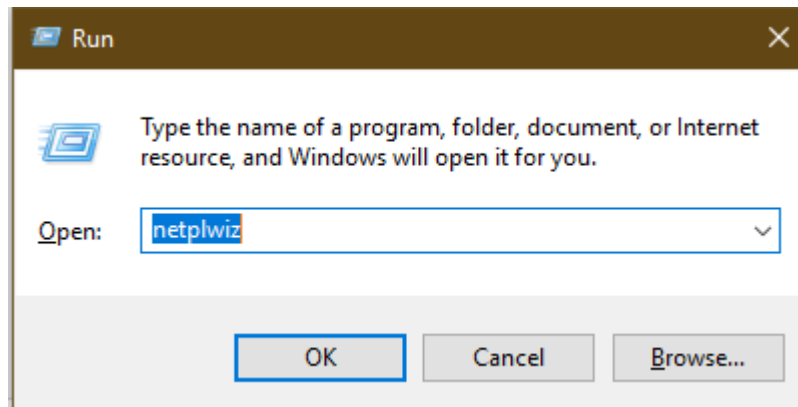 Run
Type the name of a program, folder, document, or Internet
resource, and Windows will open it for you.
Open:
netplwiz
OK
Cancel
Browse...